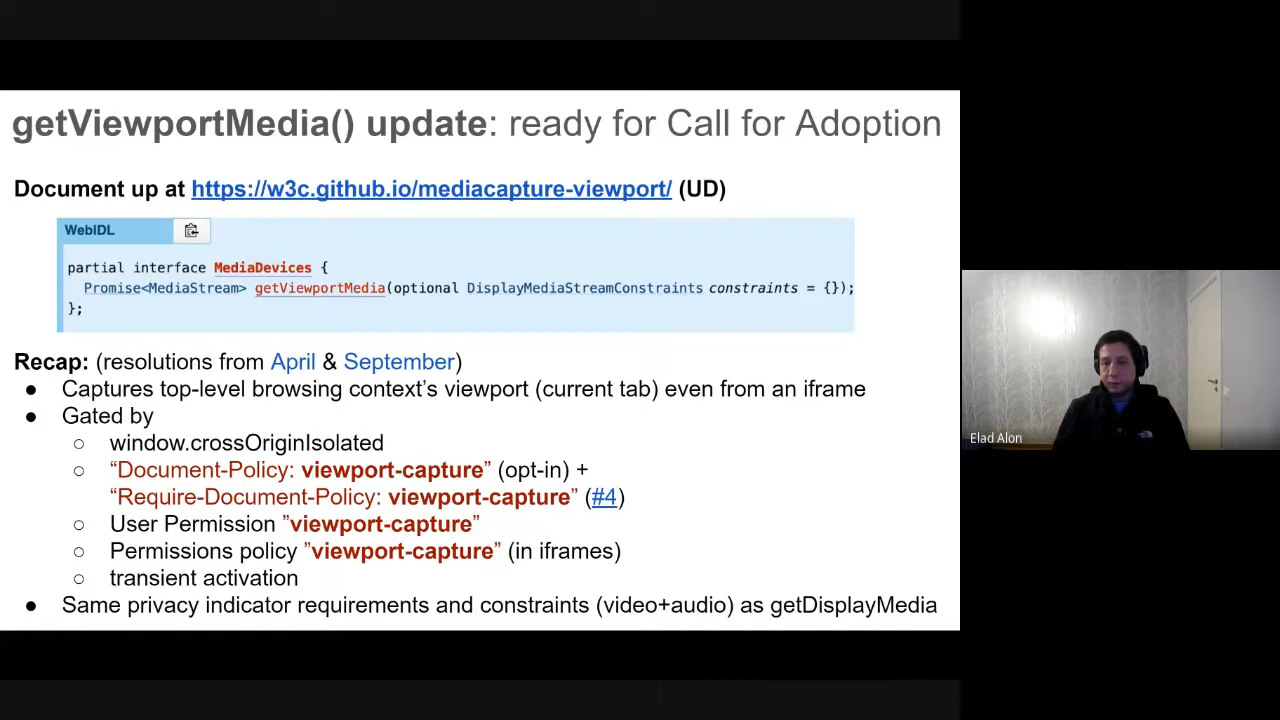 getViewportMedia() update: ready for Call for Adoption
Document up at https://w3c.github.io/mediacapture-viewport/ (UD)
WebIDL
partial interface MediaDevices {
Promise<MediaStream> getViewportMedia(optional DisplayMediaStreamConstraints constraints = {});
};
Recap: (resolutions from April & September)
● Captures top-level browsing context’s viewport (current tab) even from an iframe
● Gated by
○ window.crossOriginIsolated
○ “Document-Policy: viewport-capture” (opt-in) +
“Require-Document-Policy: viewport-capture” (#4)
○ User Permission ”viewport-capture”
○ Permissions policy ”viewport-capture” (in iframes)
○ transient activation
● Same privacy indicator requirements and constraints (video+audio) as getDisplayMedia
Elad Alon